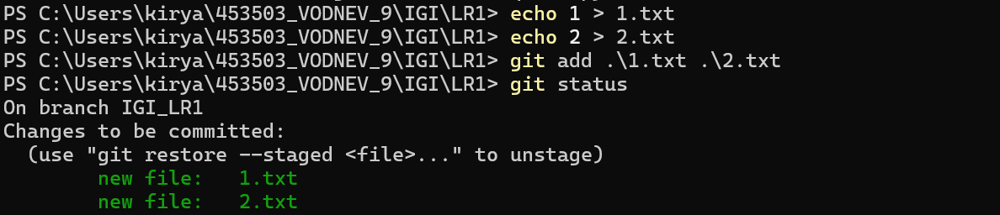 PS C:\Users\kirya\453503_VODNEV_9\IGI\LR1> echo 1 > 1.txt
PS C:\Users\kirya\453503_VODNEV_9\IGI\LR1> echo 2 > 2.txt
PS C:\Users\kirya\453503_VODNEV_9\IGI\LR1> git add .\1.txt .\2.txt
PS C:\Users\kirya\453503_VODNEV_9\IGI\LR1> git status
On branch IGI_LR1
Changes to be committed:
  (use "git restore --staged <file>..." to unstage)
        new file:   1.txt
        new file:   2.txt